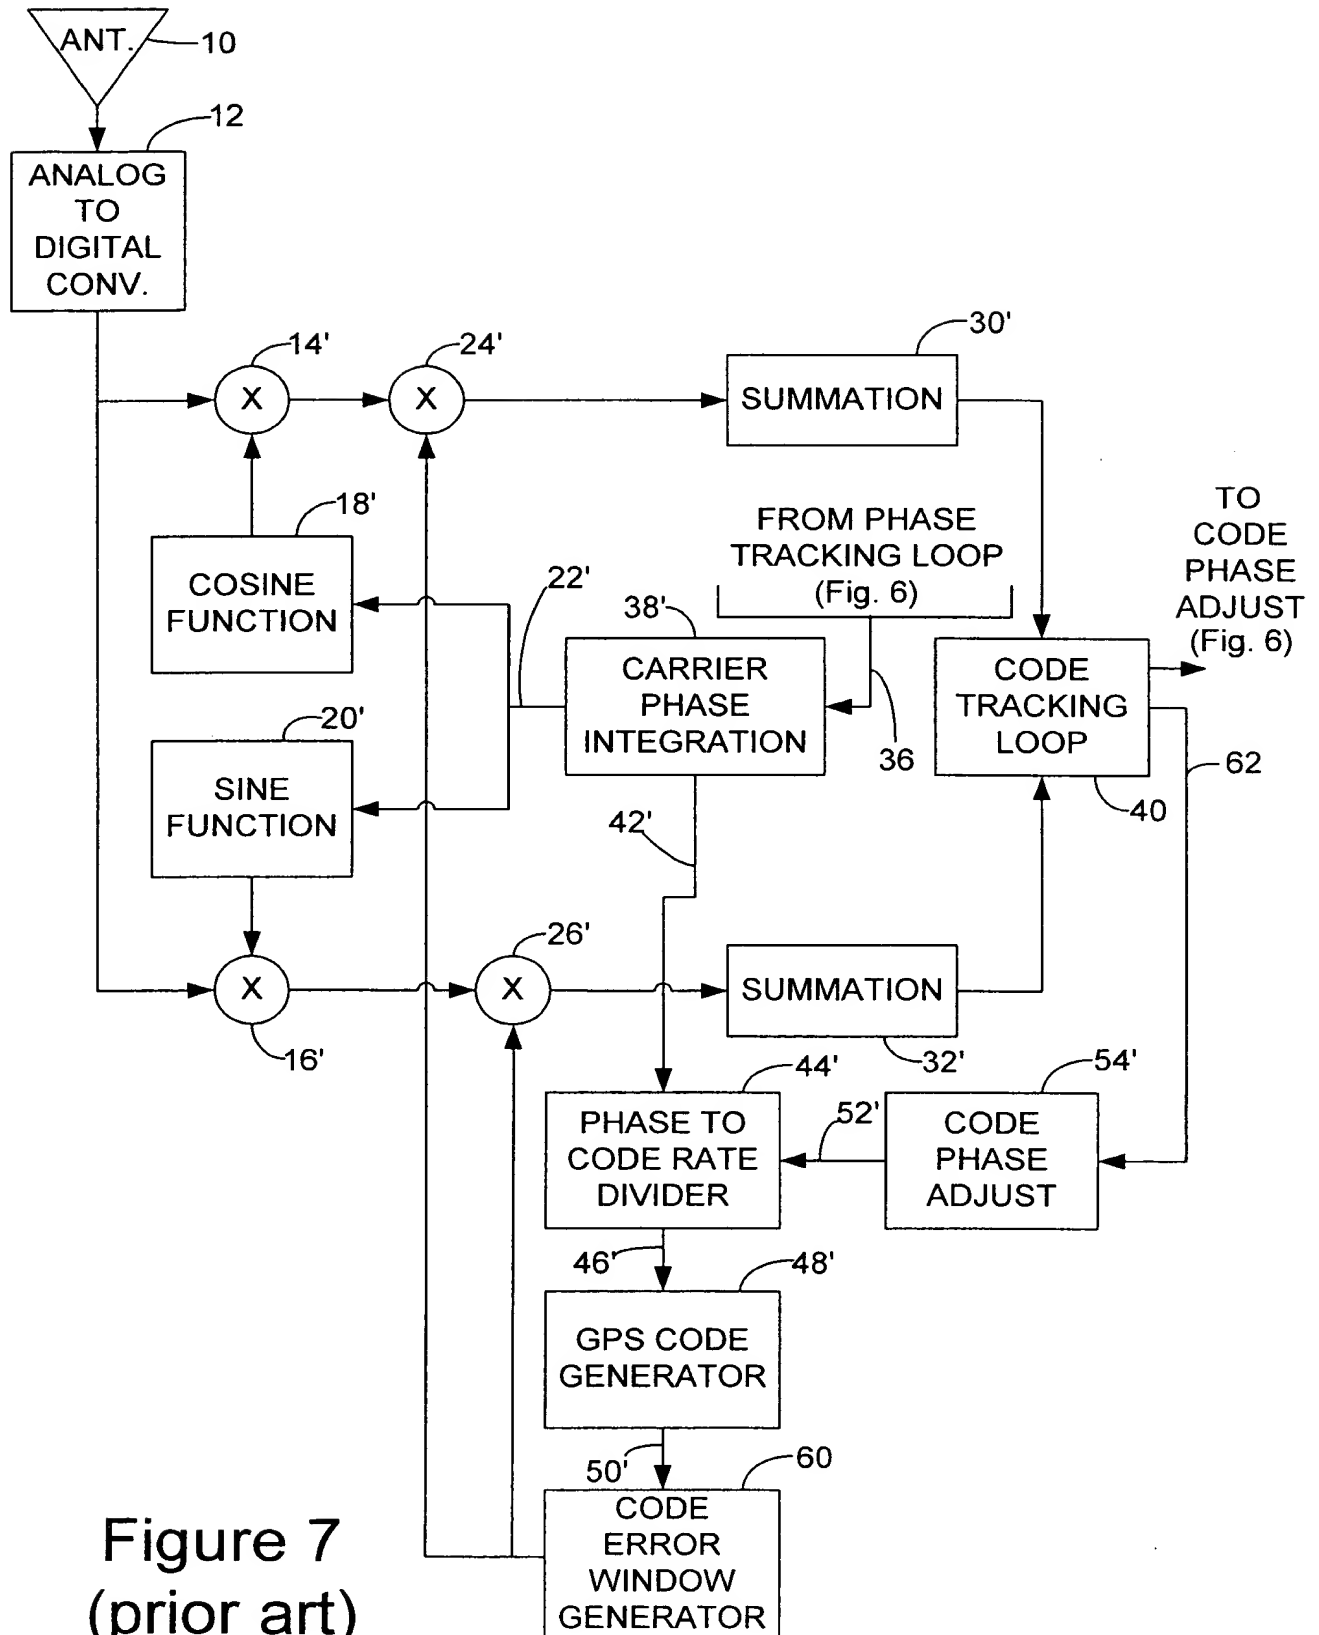 ANT.
10
12
ANALOG
TO
DIGITAL
CONV.
14'
24'
30'
X
X
SUMMATION
18'
COSINE
FUNCTION
22'
FROM PHASE
TRACKING LOOP
(Fig. 6)
TO
CODE
PHASE
ADJUST
(Fig. 6)
38'
CARRIER
PHASE
INTEGRATION
36
CODE
TRACKING
LOOP
40
62
20'
SINE
FUNCTION
42'
26'
X
X
SUMMATION
16'
32'
44'
PHASE TO
CODE RATE
DIVIDER
52'
54'
CODE
PHASE
ADJUST
46'
48'
GPS CODE
GENERATOR
50'
60
CODE
ERROR
WINDOW
GENERATOR
Figure 7
(prior art)